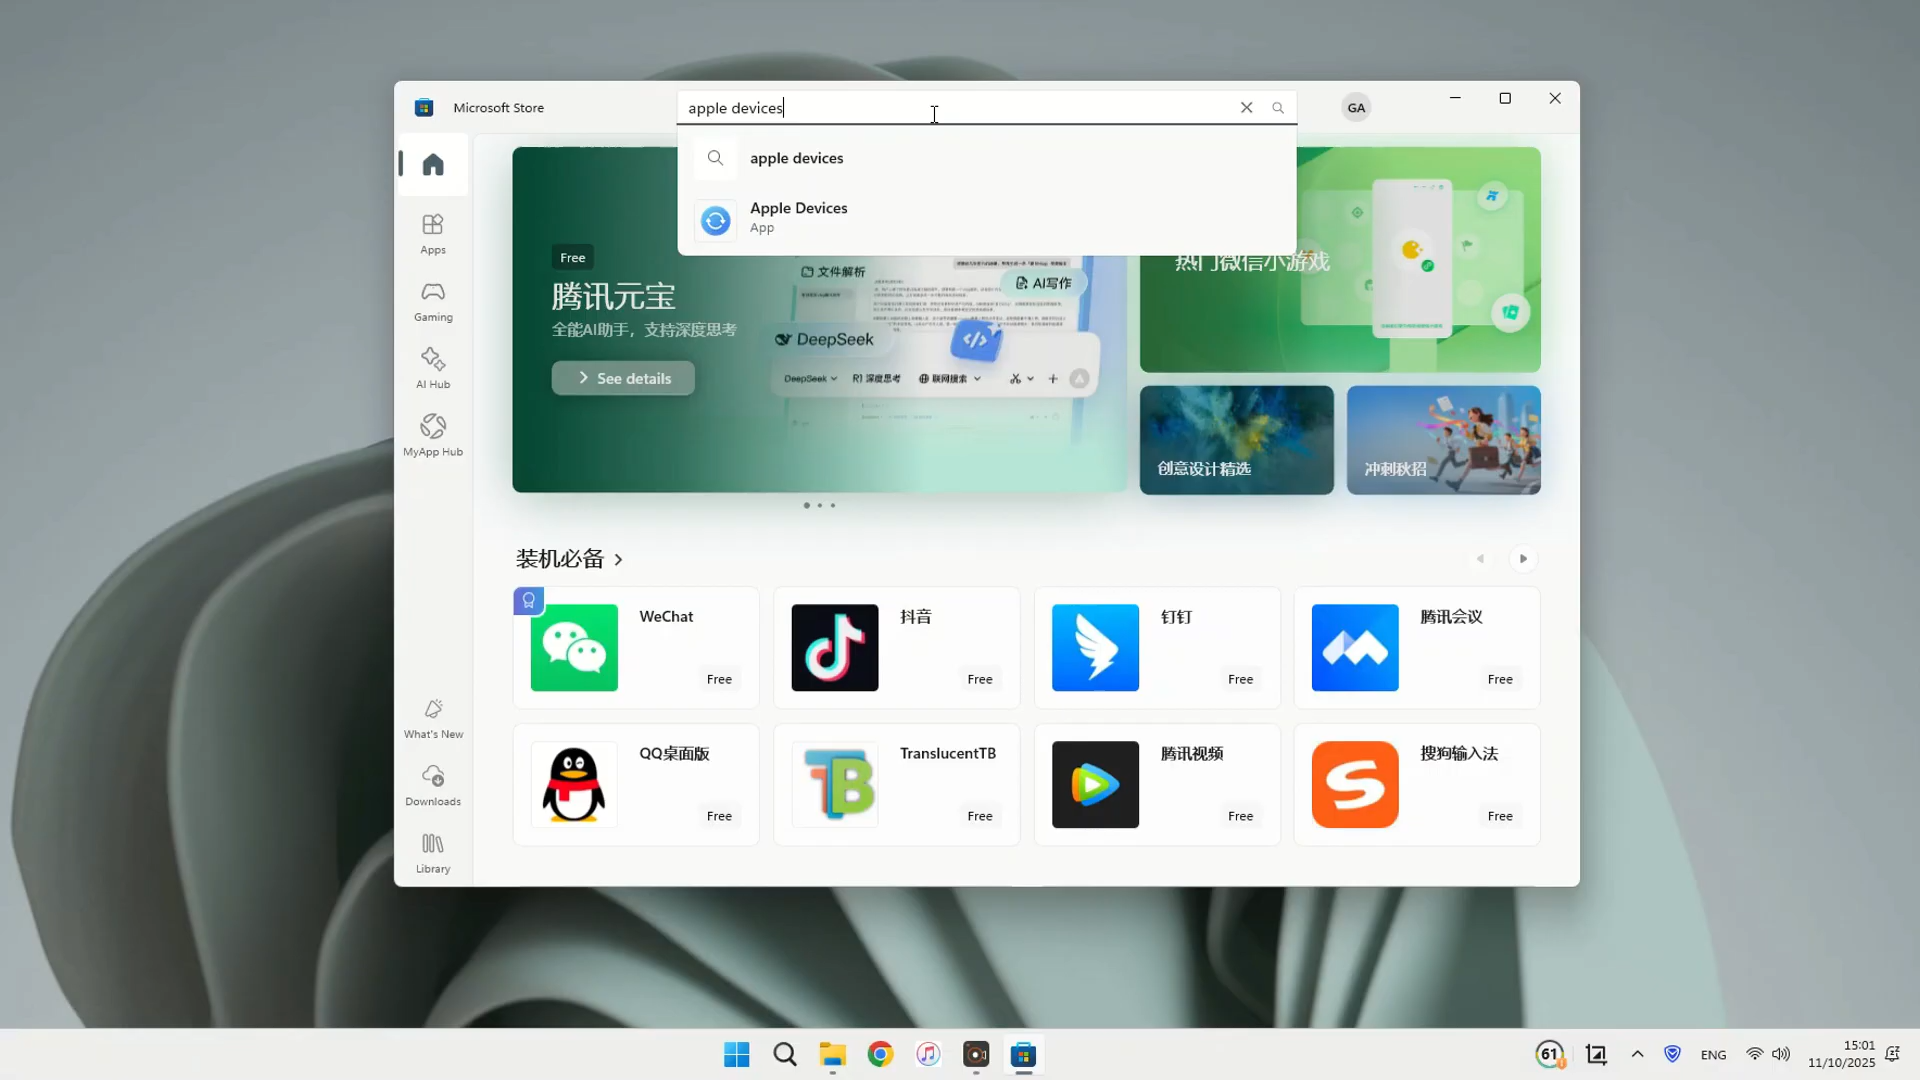 Microsoft Store
apple devices
GA
apple devices
Apple Devices
App
Home
Apps
Gaming
AI Hub
MyApp Hub
What's New
Downloads
Library
Free
腾讯元宝
全能AI助手，支持深度思考
See details
文件解析
AI写作
DeepSeek
DeepSeek
R1 深度思考
联网搜索
热门微信小游戏
创意设计精选
冲刺秋招
装机必备
WeChat
Free
抖音
Free
钉钉
Free
腾讯会议
Free
QQ桌面版
Free
TranslucentTB
Free
腾讯视频
Free
搜狗输入法
Free
61
ENG
15:01
11/10/2025